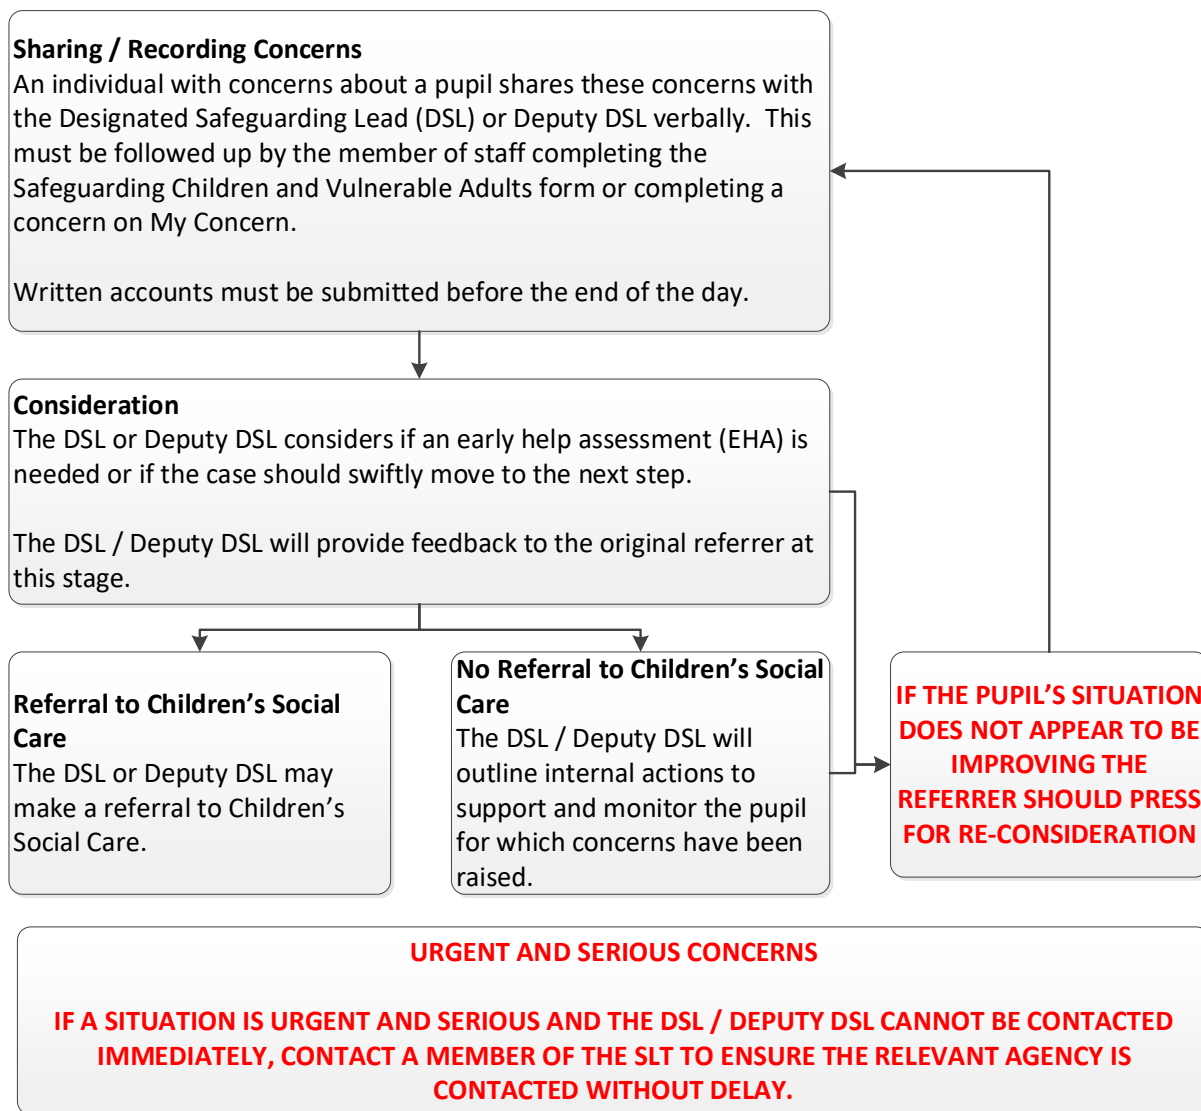 Sharing / Recording Concerns
An individual with concerns about a pupil shares these concerns with
the Designated Safeguarding Lead (DSL) or Deputy DSL verbally.  This
must be followed up by the member of staff completing the
Safeguarding Children and Vulnerable Adults form or completing a
concern on My Concern.
Written accounts must be submitted before the end of the day.
Consideration
The DSL or Deputy DSL considers if an early help assessment (EHA) is
needed or if the case should swiftly move to the next step.
The DSL / Deputy DSL will provide feedback to the original referrer at
this stage.
Referral to Children’s Social
Care
The DSL or Deputy DSL may
make a referral to Children’s
Social Care.
No Referral to Children’s Social
Care
The DSL / Deputy DSL will
outline internal actions to
support and monitor the pupil
for which concerns have been
raised.
IF THE PUPIL’S SITUATION
DOES NOT APPEAR TO BE
IMPROVING THE
REFERRER SHOULD PRESS
FOR RE-CONSIDERATION
URGENT AND SERIOUS CONCERNS
IF A SITUATION IS URGENT AND SERIOUS AND THE DSL / DEPUTY DSL CANNOT BE CONTACTED
IMMEDIATELY, CONTACT A MEMBER OF THE SLT TO ENSURE THE RELEVANT AGENCY IS
CONTACTED WITHOUT DELAY.